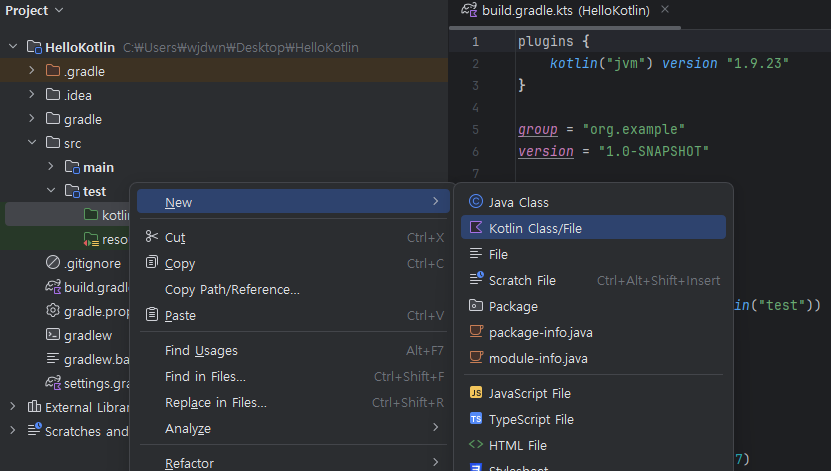 Project
HelloKotlin C:₩Users₩wjdwn₩Desktop₩HelloKotlin
.gradle
.idea
gradle
src
main
test
kotlin
reso
.gitignore
build.gradle
gradle.prop
gradlew
gradlew.ba
settings.gra
External Librar
Scratches and
New
Cut Ctrl+X
Copy Ctrl+C
Copy Path/Reference...
Paste Ctrl+V
Find Usages Alt+F7
Find in Files... Ctrl+Shift+F
Replace in Files... Ctrl+Shift+R
Analyze
Refactor
Java Class
Kotlin Class/File
File
Scratch File Ctrl+Alt+Shift+Insert
Package
package-info.java
module-info.java
JS JavaScript File
TS TypeScript File
HTML File
Stylesheet
build.gradle.kts (HelloKotlin)
1 plugins {
2 kotlin("jvm") version "1.9.23"
3 }
4
5 group = "org.example"
6 version = "1.0-SNAPSHOT"
7
in("test"))
7)